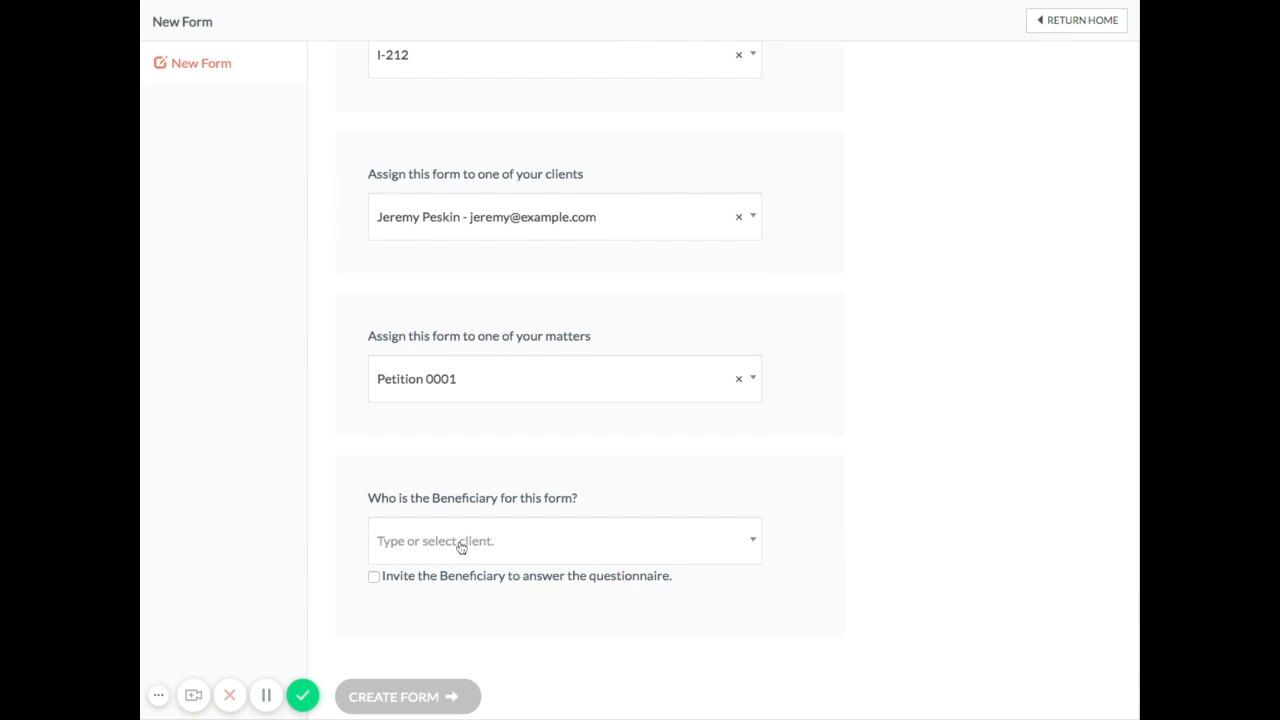 New Form
RETURN HOME
New Form
I-212
×
Assign this form to one of your clients
Jeremy Peskin - jeremy@example.com
×
Assign this form to one of your matters
Petition 0001
×
Who is the Beneficiary for this form?
Type or select client.
Invite the Beneficiary to answer the questionnaire.
CREATE FORM